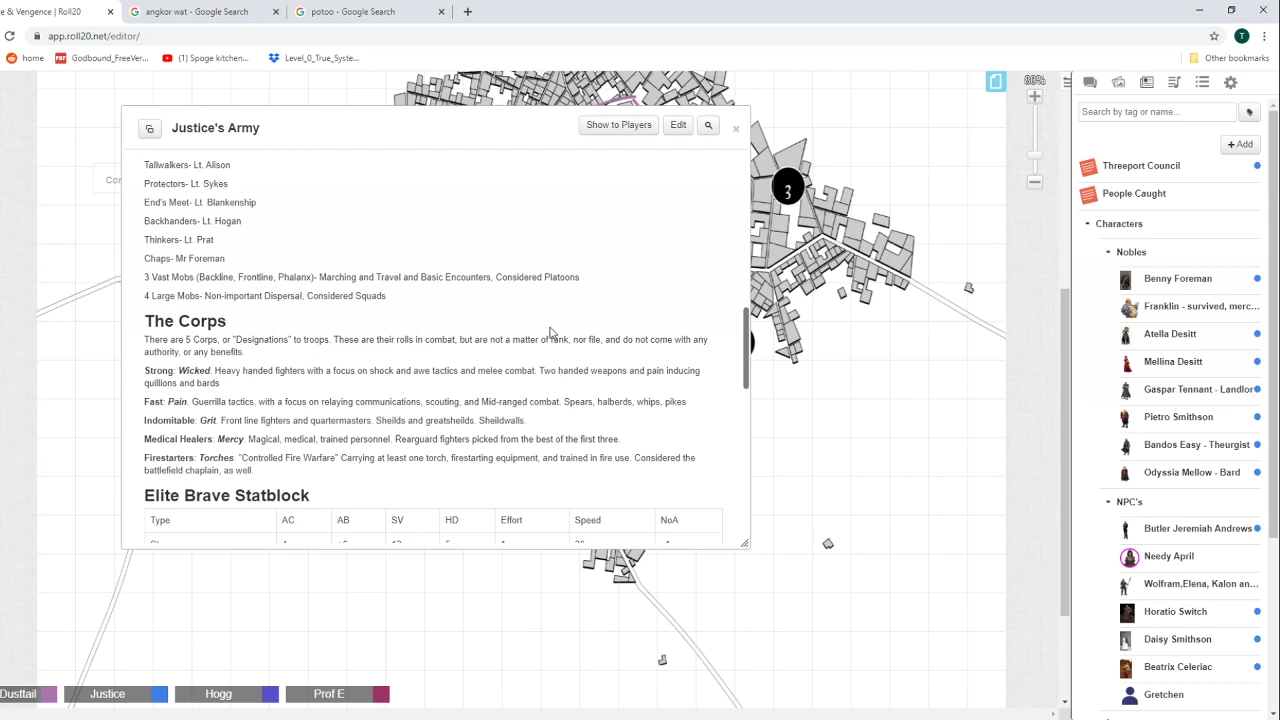 e & Vengence | Roll20
angkor wat - Google Search
potoo - Google Search
app.roll20.net/editor/
T
home
PDF
Godbound_FreeVer...
(1) Spoge kitchen...
Level_0_True_Syste...
Other bookmarks
80%
Justice's Army
Show to Players
Edit
Search by tag or name...
+ Add
Con
Tallwalkers- Lt. Alison
Protectors- Lt. Sykes
End's Meet- Lt. Blankenship
Backhanders- Lt. Hogan
Thinkers- Lt. Prat
Chaps- Mr Foreman
3 Vast Mobs (Backline, Frontline, Phalanx)- Marching and Travel and Basic Encounters, Considered Platoons
4 Large Mobs- Non-important Dispersal, Considered Squads
The Corps
There are 5 Corps, or "Designations" to troops. These are their rolls in combat, but are not a matter of rank, nor file, and do not come with any
authority, or any benefits.
Strong: Wicked. Heavy handed fighters with a focus on shock and awe tactics and melee combat. Two handed weapons and pain inducing
quillions and bards
Fast: Pain. Guerrilla tactics, with a focus on relaying communications, scouting, and Mid-ranged combat. Spears, halberds, whips, pikes
Indomitable: Grit. Front line fighters and quartermasters. Sheilds and greatsheilds. Sheildwalls.
Medical Healers: Mercy. Magical, medical, trained personnel. Rearguard fighters picked from the best of the first three.
Firestarters: Torches. "Controlled Fire Warfare" Carrying at least one torch, firestarting equipment, and trained in fire use. Considered the
battlefield chaplain, as well.
Elite Brave Statblock
Type AC AB SV HD Effort Speed NoA
3
Threeport Council
People Caught
Characters
Nobles
Benny Foreman
Franklin - survived, merc...
Atella Desitt
Mellina Desitt
Gaspar Tennant - Landlor
Pietro Smithson
Bandos Easy - Theurgist
Odyssia Mellow - Bard
NPC's
Butler Jeremiah Andrews
Needy April
Wolfram,Elena, Kalon an...
Horatio Switch
Daisy Smithson
Beatrix Celeriac
Gretchen
Dusttail
Justice
Hogg
Prof E